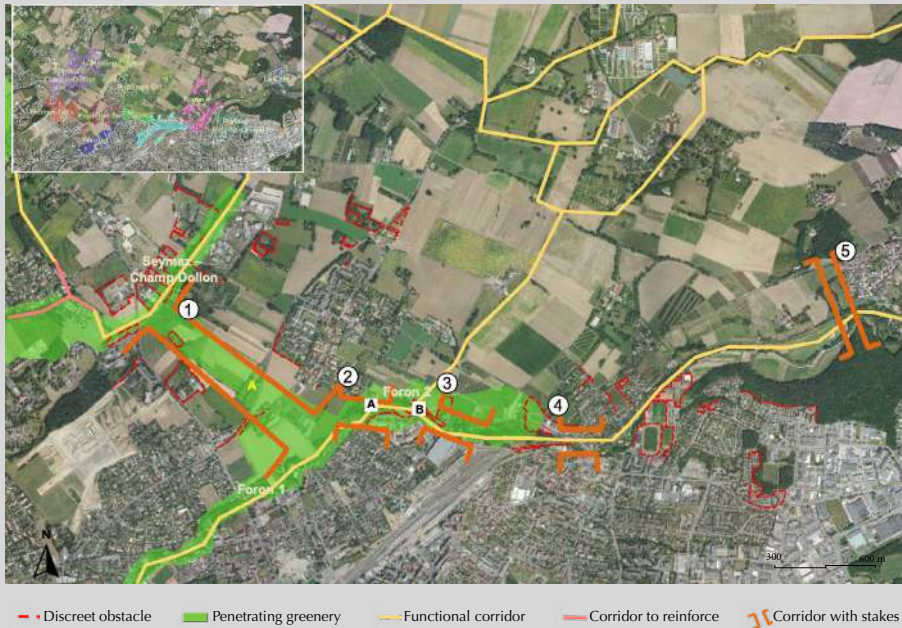 Seymaz –
Champ-Dollon
1
A
2
Foron 2
A
B
3
4
5
Foron 1
N
300
600 m
Discreet obstacle
Penetrating greenery
Functional corridor
Corridor to reinforce
Corridor with stakes